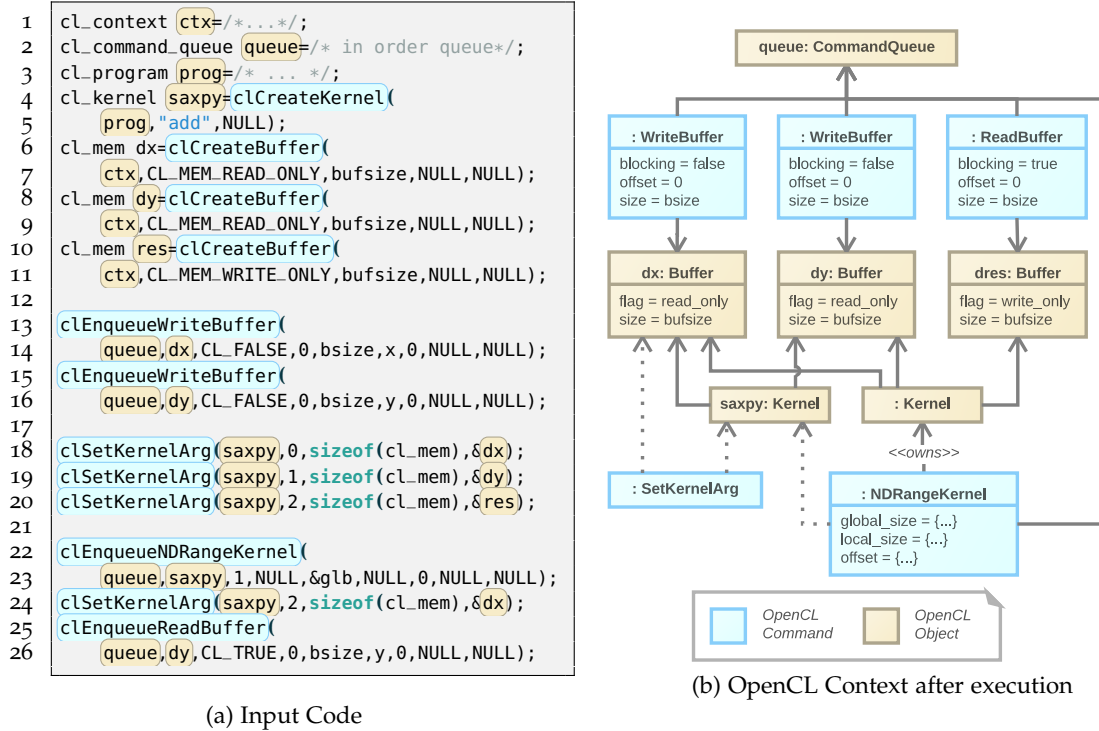 1 cl_context ctx=/*...*/;
2 cl_command_queue queue=/* in order queue*/;
3 cl_program prog=/* ... */;
4 cl_kernel saxpy=clCreateKernel(
5 prog,"add",NULL);
6 cl_mem dx=clCreateBuffer(
7 ctx,CL_MEM_READ_ONLY,bufsize,NULL,NULL);
8 cl_mem dy=clCreateBuffer(
9 ctx,CL_MEM_READ_ONLY,bufsize,NULL,NULL);
10 cl_mem res=clCreateBuffer(
11 ctx,CL_MEM_WRITE_ONLY,bufsize,NULL,NULL);
12
13 clEnqueueWriteBuffer(
14 queue,dx,CL_FALSE,0,bsize,x,0,NULL,NULL);
15 clEnqueueWriteBuffer(
16 queue,dy,CL_FALSE,0,bsize,y,0,NULL,NULL);
17
18 clSetKernelArg(saxpy,0,sizeof(cl_mem),&dx);
19 clSetKernelArg(saxpy,1,sizeof(cl_mem),&dy);
20 clSetKernelArg(saxpy,2,sizeof(cl_mem),&res);
21
22 clEnqueueNDRangeKernel(
23 queue,saxpy,1,NULL,&glb,NULL,0,NULL,NULL);
24 clSetKernelArg(saxpy,2,sizeof(cl_mem),&dx);
25 clEnqueueReadBuffer(
26 queue,dy,CL_TRUE,0,bsize,y,0,NULL,NULL);
(a) Input Code
queue: CommandQueue
: WriteBuffer
blocking = false
offset = 0
size = bsize
: WriteBuffer
blocking = false
offset = 0
size = bsize
: ReadBuffer
blocking = true
offset = 0
size = bsize
dx: Buffer
flag = read_only
size = bufsize
dy: Buffer
flag = read_only
size = bufsize
dres: Buffer
flag = write_only
size = bufsize
saxpy: Kernel
: Kernel
<<owns>>
: SetKernelArg
: NDRangeKernel
global_size = {...}
local_size = {...}
offset = {...}
OpenCL
Command
OpenCL
Object
(b) OpenCL Context after execution